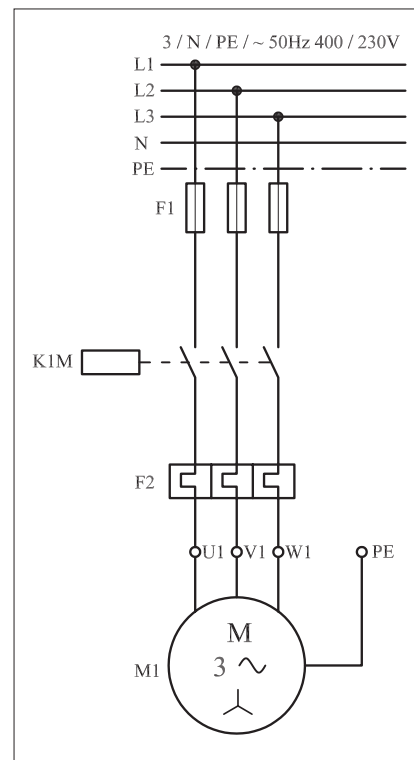 3 / N / PE / ~ 50Hz 400 / 230V
L1
L2
L3
N
PE
F1
K1M
F2
U1 V1 W1 PE
M1
M
3 ~